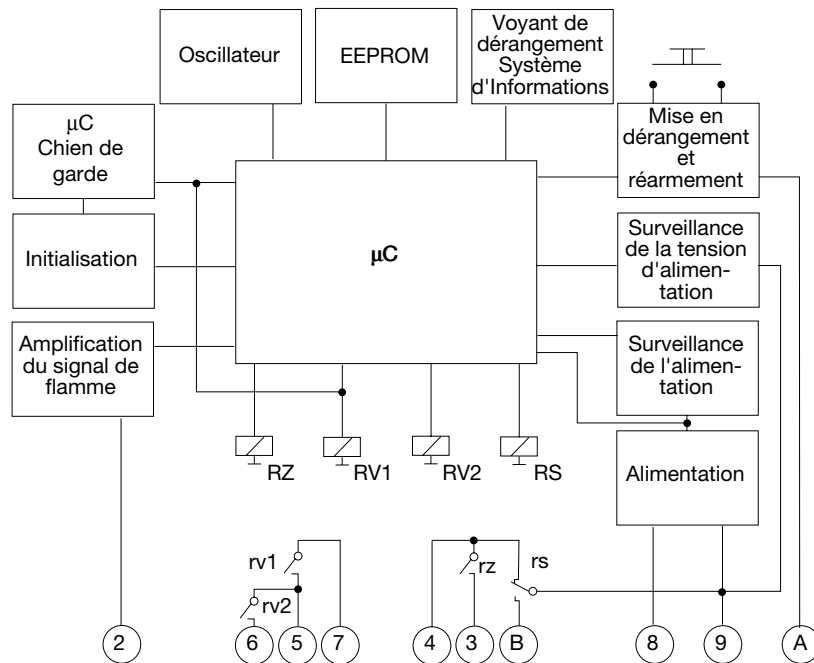 Oscillateur
EEPROM
Voyant de
dérangement
Système
d'Informations
µC
Chien de
garde
Mise en
dérangement
et
réarmement
Initialisation
µC
Surveillance
de la tension
d'alimen-
tation
Amplification
du signal de
flamme
Surveillance
de l'alimen-
tation
RZ
RV1
RV2
RS
Alimentation
rv1
rz
rs
rv2
2
6
5
7
4
3
B
8
9
A